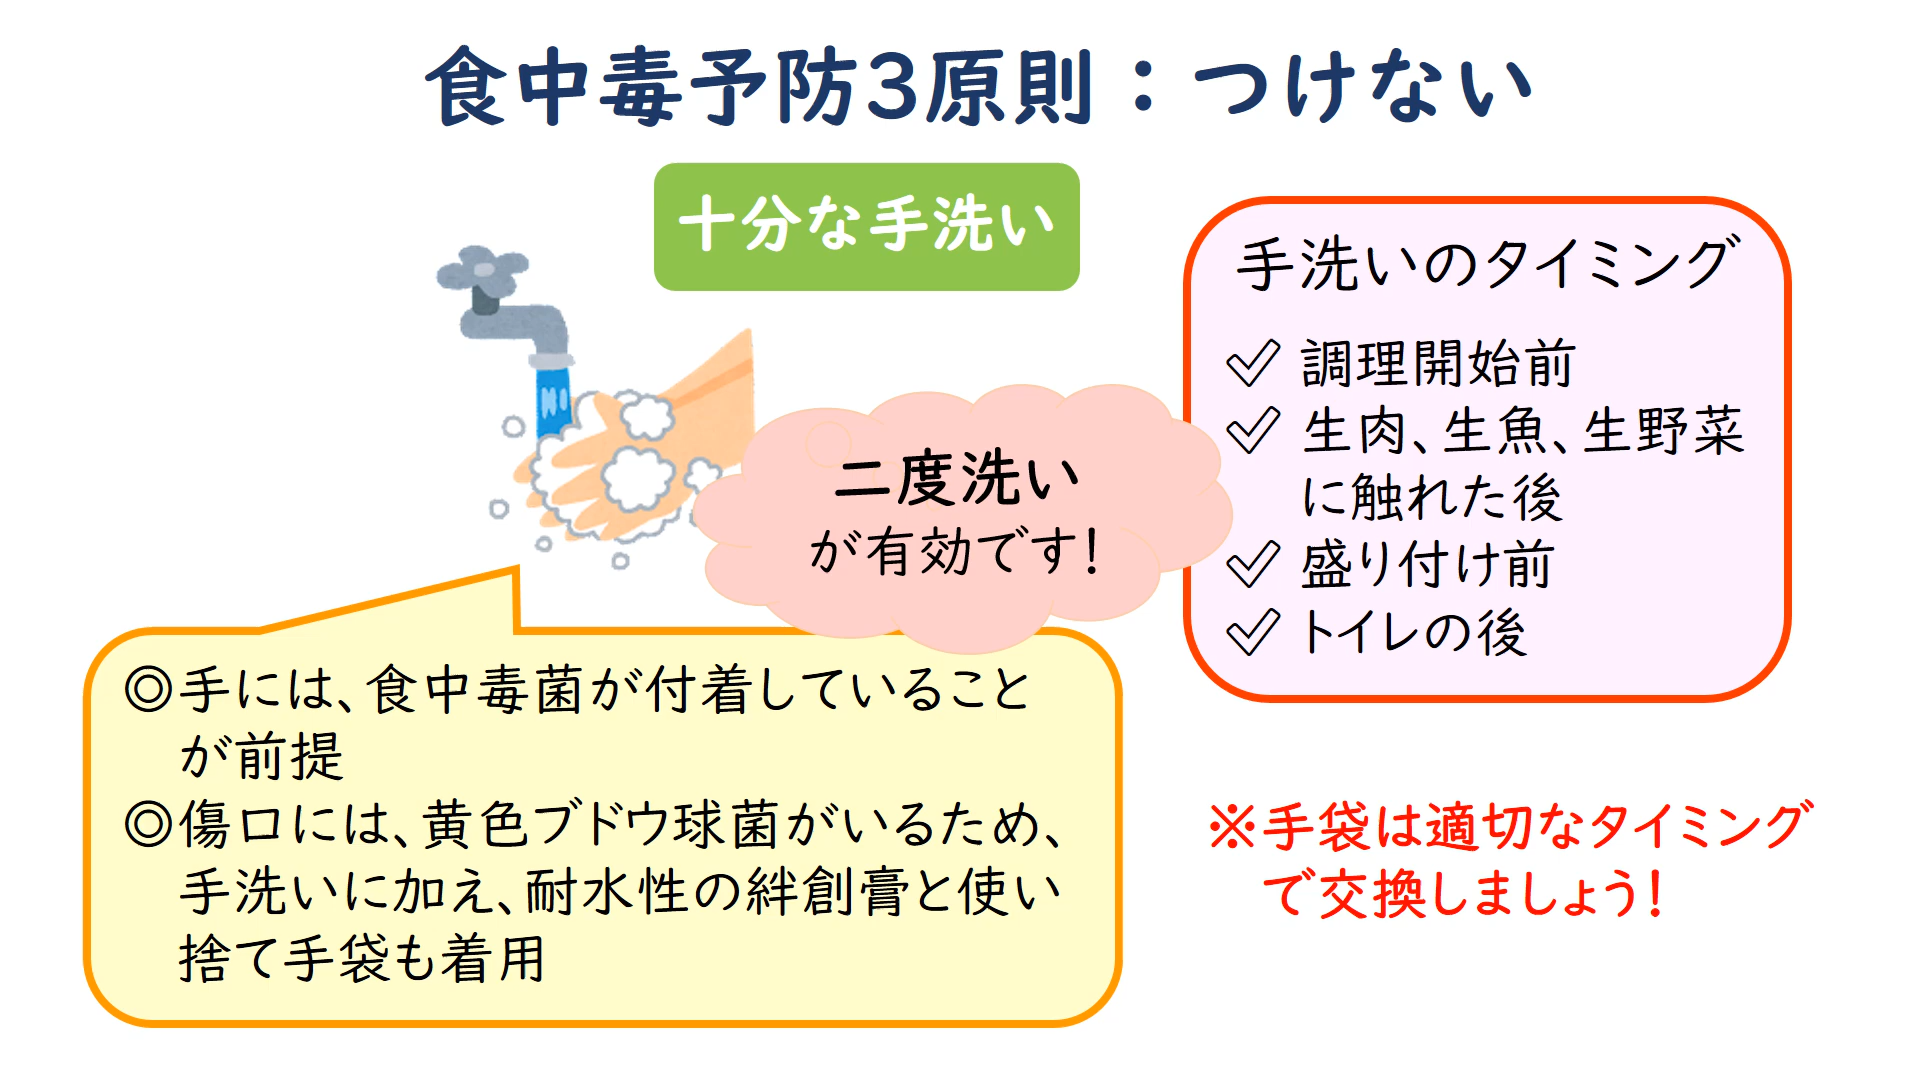 食中毒予防3原則：つけない
十分な手洗い
二度洗い
が有効です！
手洗いのタイミング
✓ 調理開始前
✓ 生肉、生魚、生野菜
に触れた後
✓ 盛り付け前
✓ トイレの後
◎手には、食中毒菌が付着していること
が前提
◎傷口には、黄色ブドウ球菌がいるため、
手洗いに加え、耐水性の絆創膏と使い
捨て手袋も着用
※手袋は適切なタイミング
で交換しましょう！